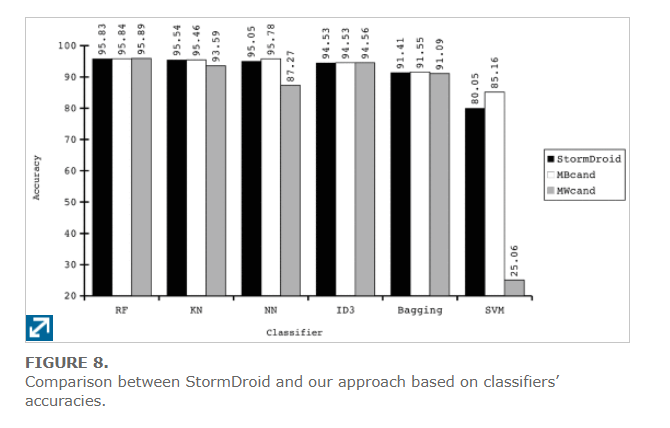 95.83 95.84 95.89 95.54 95.46 93.59 95.05 95.78 87.27 94.53 94.53 94.56 91.41 91.55 91.09 80.05 85.16 25.06
100
90
80
70
60
50
40
30
20
Accuracy
StormDroid
MBcand
MWcand
RF KN NN ID3 Bagging SVM
Classifier
FIGURE 8.
Comparison between StormDroid and our approach based on classifiers’
accuracies.